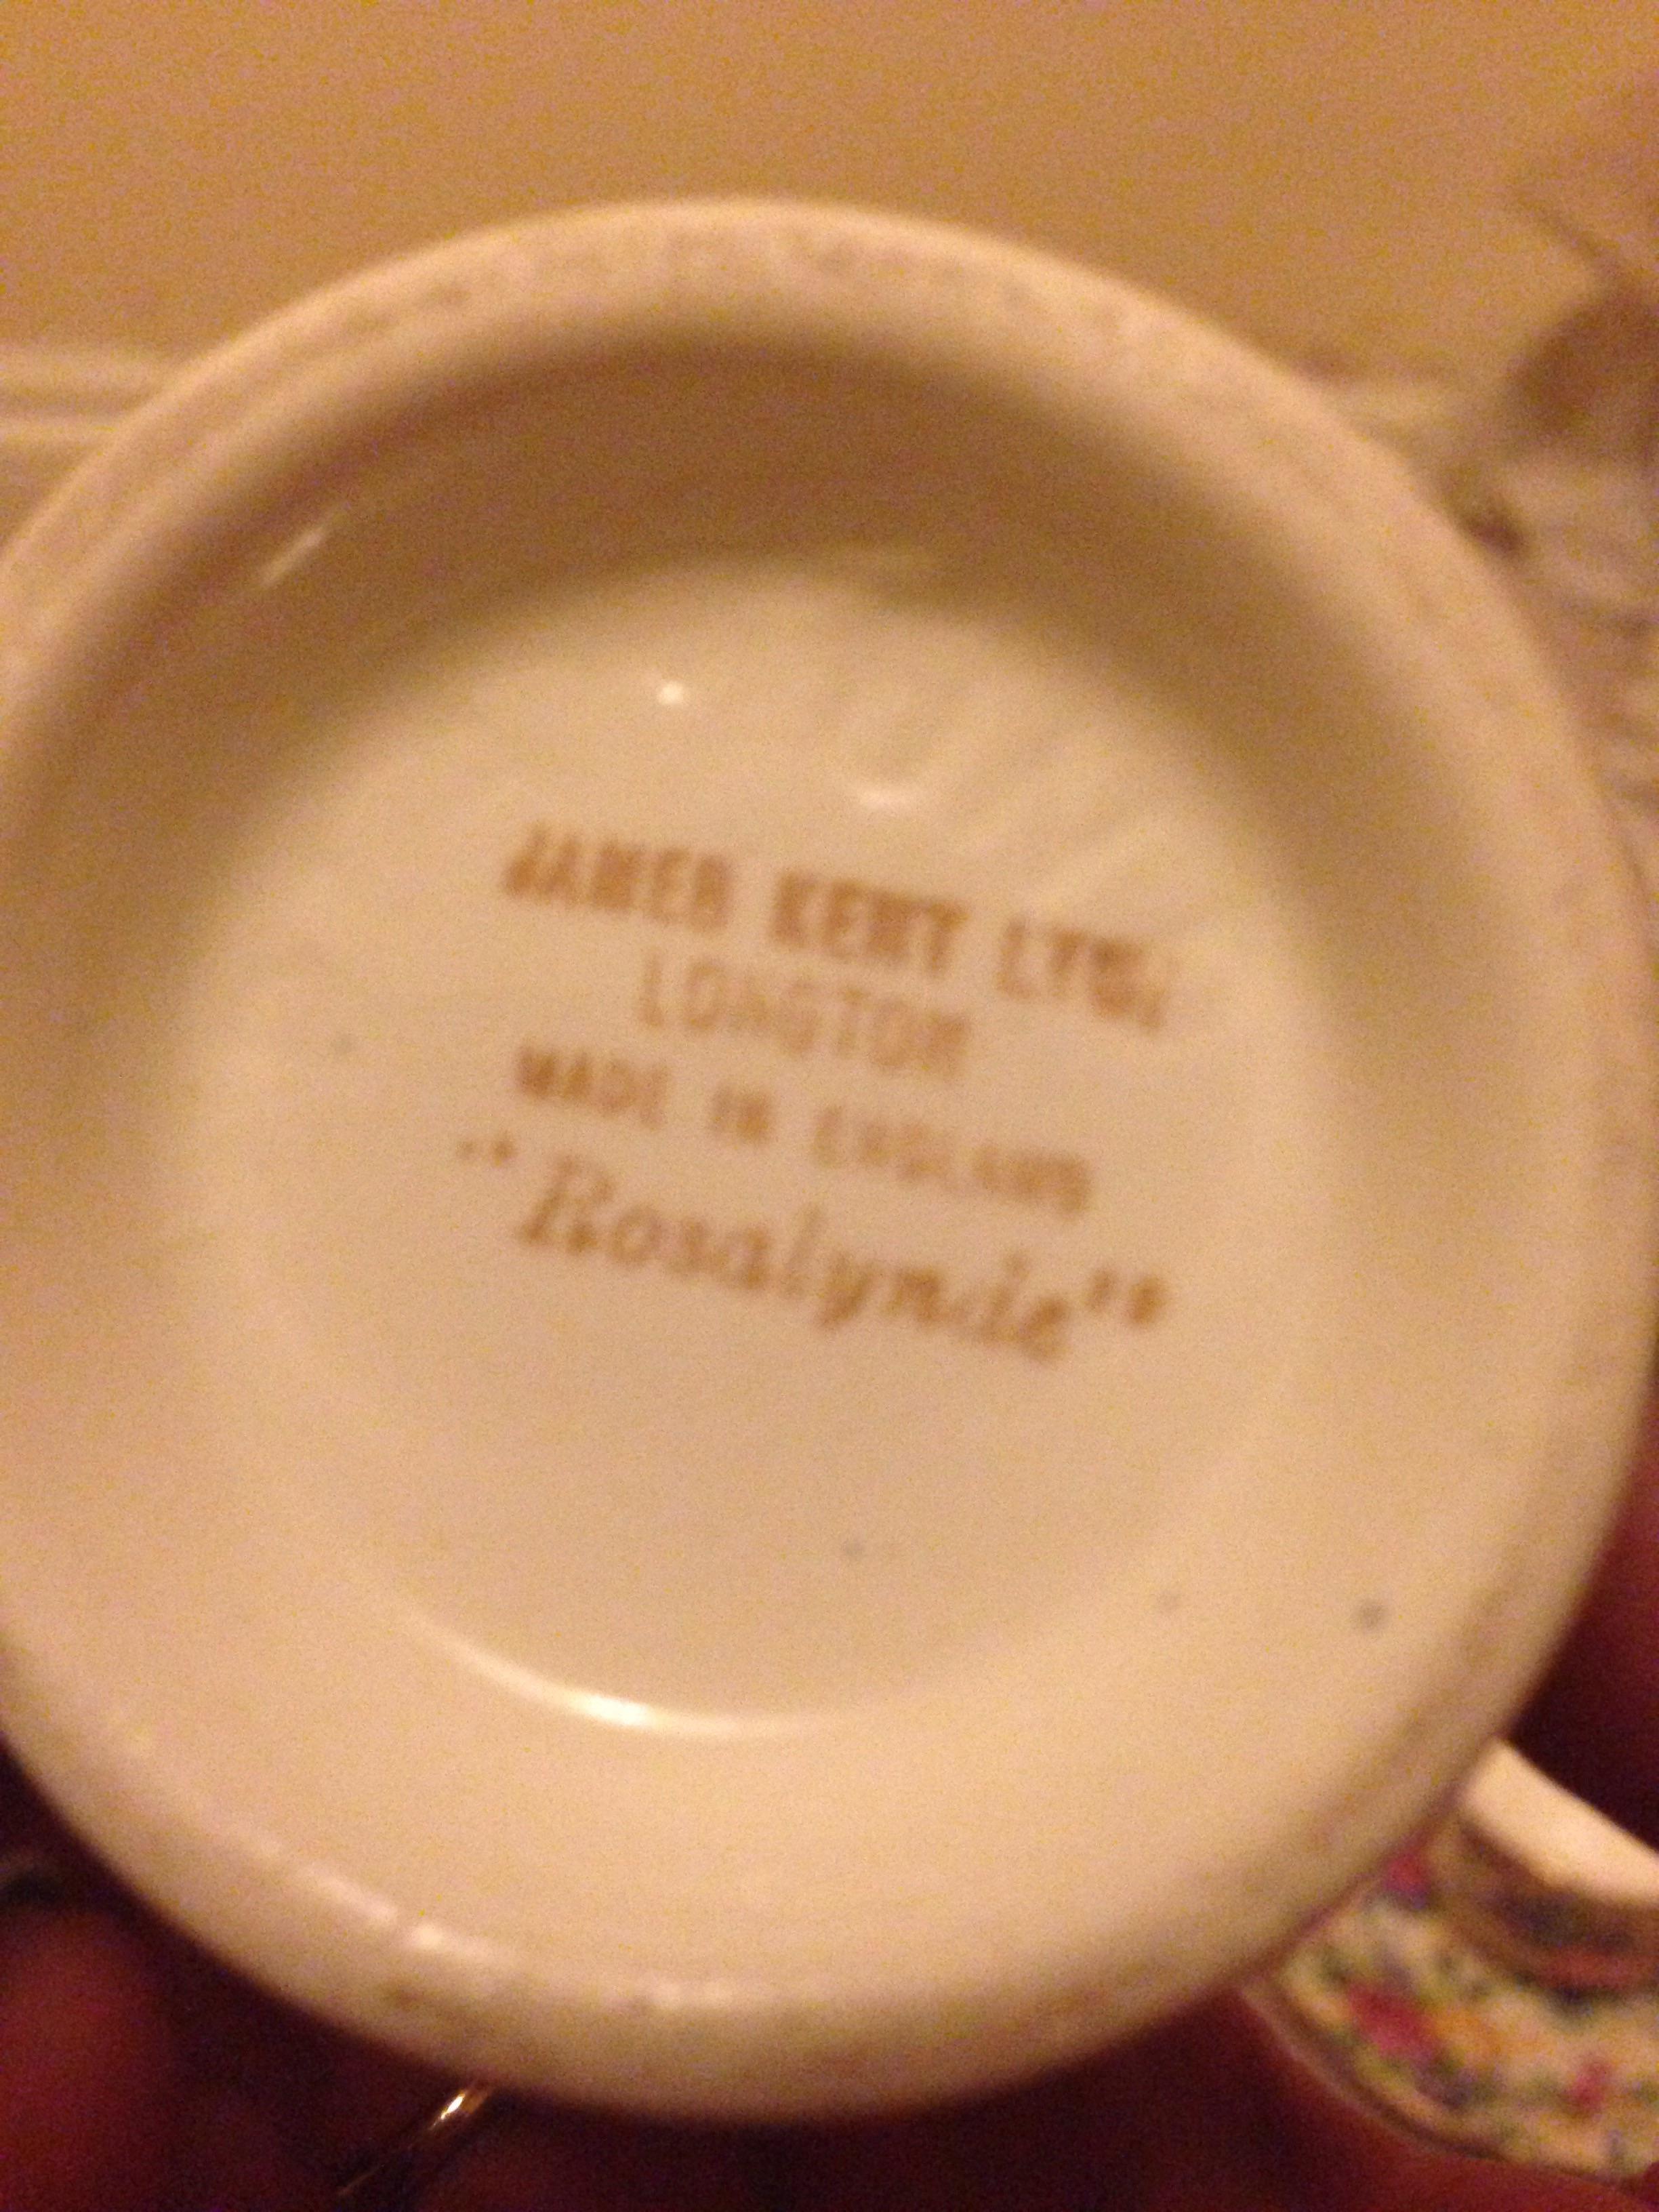 JAMES KENT LTD.
LONGTON
MADE IN ENGLAND
"Rosalynde"